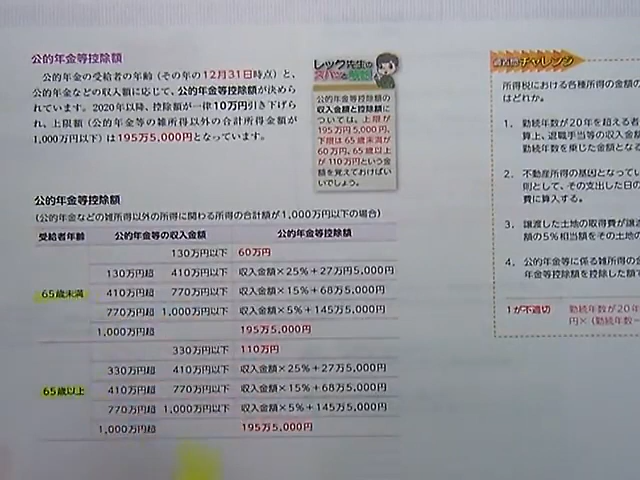 公的年金等控除額
公的年金の受給者の年齢（その年の12月31日時点）と、
公的年金などの収入額に応じて、公的年金等控除額が決めら
れています。2020年以降、控除額が一律10万円引き下げら
れ、上限額（公的年金等の雑所得以外の合計所得金額が
1,000万円以下）は195万5,000円となっています。
レック先生の
スパッと解説!
公的年金等控除額の
収入金額と控除額に
ついては、上限が
195万円5,000円、
下限は65歳未満が
60万円、65歳以上
が110万円という金
額を覚えておけばい
いでしょう。
公的年金等控除額
（公的年金などの雑所得以外の所得に関わる所得の合計額が1,000万円以下の場合）
受給者年齢 公的年金等の収入金額 公的年金等控除額
130万円以下 60万円
130万円超 410万円以下 収入金額×25%＋27万5,000円
65歳未満 410万円超 770万円以下 収入金額×15%＋68万5,000円
770万円超 1,000万円以下 収入金額×5%＋145万5,000円
1,000万円超 195万5,000円
330万円以下 110万円
330万円超 410万円以下 収入金額×25%＋27万5,000円
65歳以上 410万円超 770万円以下 収入金額×15%＋68万5,000円
770万円超 1,000万円以下 収入金額×5%＋145万5,000円
1,000万円超 195万5,000円
チャレンジ
所得税における各種所得の金額の
はどれか。
1. 勤続年数が20年を超える者
算上、退職手当等の収入金額
勤続年数を乗じた金額となる
2. 不動産所得の基因となってい
則として、その支出した日の
費に算入する。
3. 譲渡した土地の取得費が譲渡
額の5%相当額をその土地の
4. 公的年金等に係る雑所得の金
年金等控除額を控除した額で
1が不適切 勤続年数が20年
円×（勤続年数－